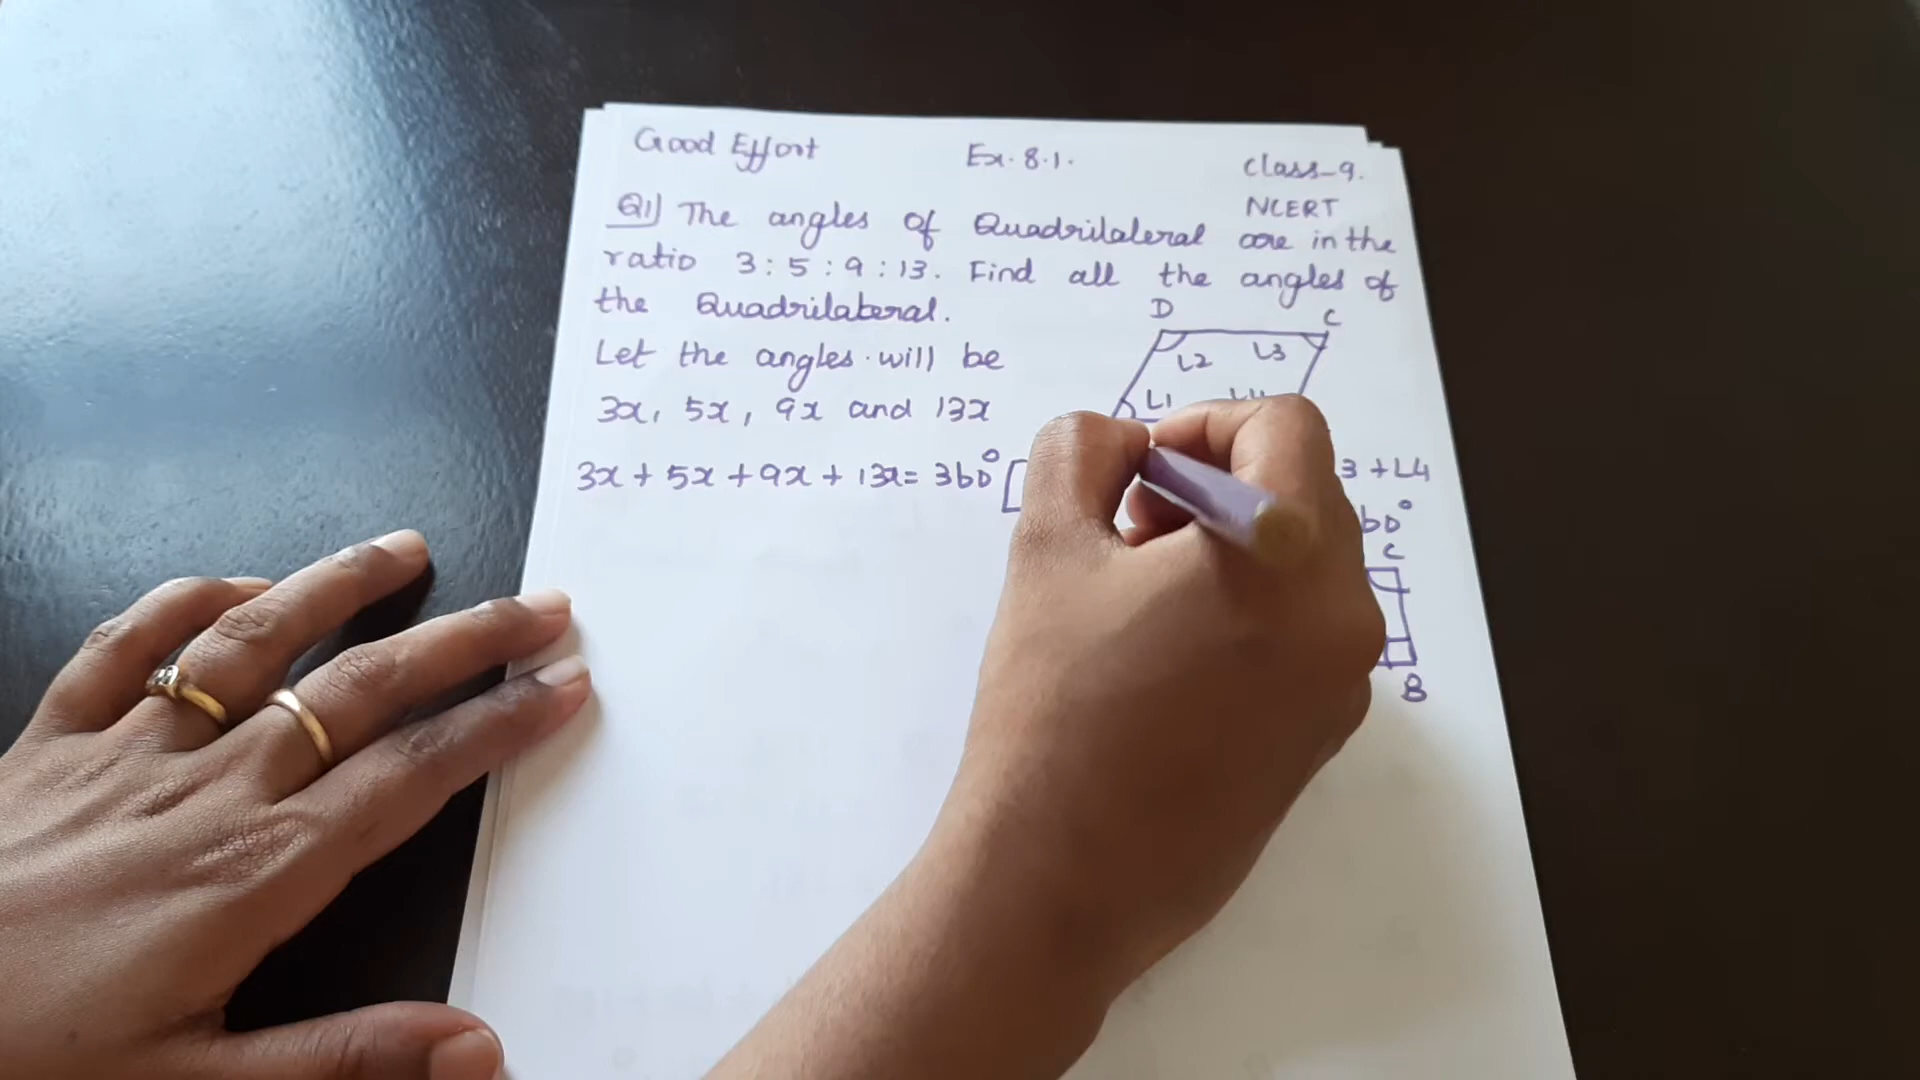 Good Effort Ex. 8.1. Class-9.
NCERT
Q1) The angles of Quadrilateral are in the
ratio 3 : 5 : 9 : 13. Find all the angles of
the Quadrilateral.
D C
Let the angles will be
∠2 ∠3
3x, 5x, 9x and 13x
∠1 ∠4
3x + 5x + 9x + 13x = 360° [
3 + ∠4
60°
C
B